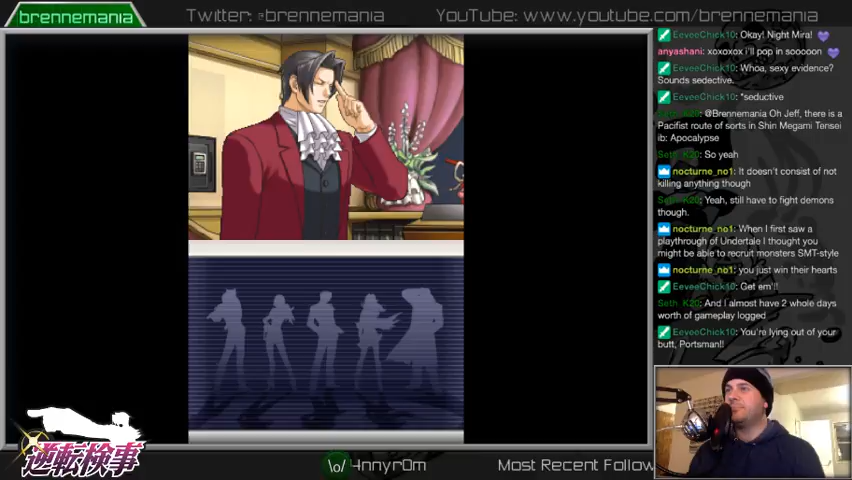 brennemania
Twitter: @brennemania
YouTube: www.youtube.com/brennemania
EeveeChick10: Okay! Night Mira!
anyashani: xoxoxox i'll pop in sooooon
EeveeChick10: Whoa, sexy evidence?
Sounds sedective.
EeveeChick10: *seductive
Seth_K20: @Brennemania Oh Jeff, there is a
Pacifist route of sorts in Shin Megami Tensei
ib: Apocalypse
Seth_K20: So yeah
nocturne_no1: It doesn't consist of not
killing anything though
Seth_K20: Yeah, still have to fight demons
though.
nocturne_no1: When I first saw a
playthrough of Undertale I thought you
might be able to recruit monsters SMT-style
nocturne_no1: you just win their hearts
EeveeChick10: Get em'!!
Seth_K20: And I almost have 2 whole days
worth of gameplay logged
EeveeChick10: You're lying out of your
butt, Portsman!!
逆転検事
\o/ 4nnyr0m
Most Recent Follow